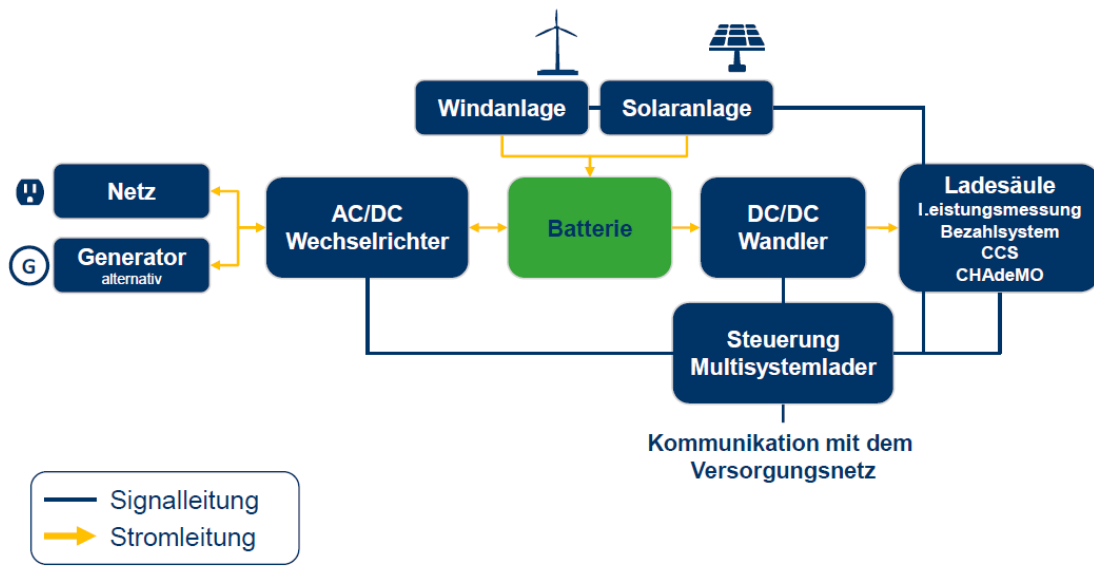 Windanlage
Solaranlage
Netz
G
Generator
alternativ
AC/DC
Wechselrichter
Batterie
DC/DC
Wandler
Ladesäule
Leistungsmessung
Bezahlsystem
CCS
CHAdeMO
Steuerung
Multisystemlader
Kommunikation mit dem
Versorgungsnetz
Signalleitung
Stromleitung